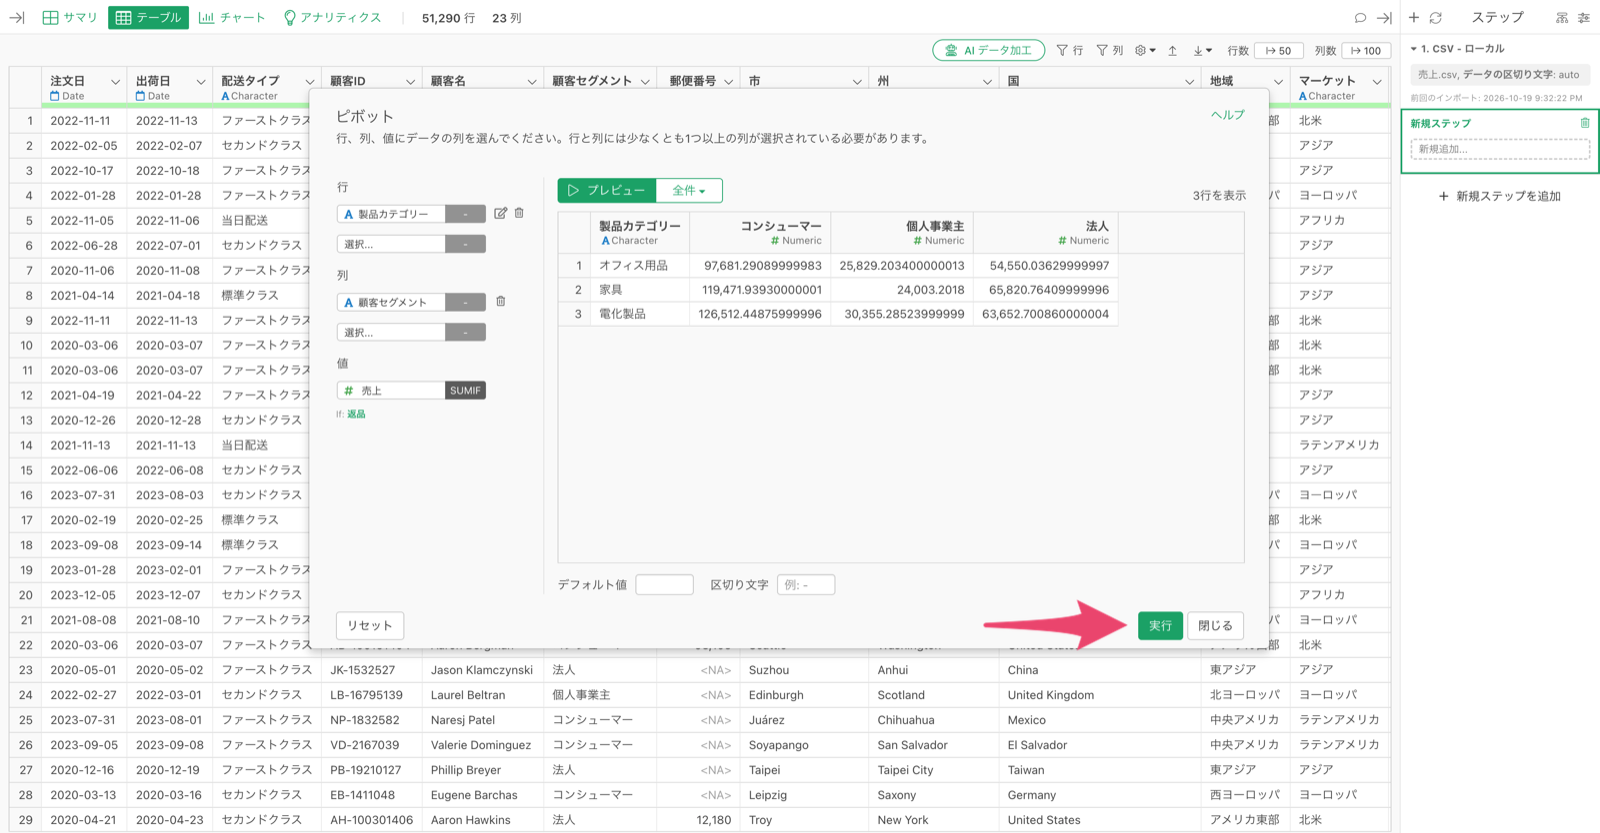 サマリ テーブル チャート アナリティクス 51,290 行 23 列
ステップ
AI データ加工 行 列 行数 50 列数 100
1. CSV - ローカル
売上.csv, データの区切り文字: auto
前回のインポート: 2026-10-19 9:32:22 PM
新規ステップ
新規追加...
新規ステップを追加
注文日 出荷日 配送タイプ 顧客ID 顧客名 顧客セグメント 郵便番号 市 州 国 地域 マーケット
Date Date Character Character
1 2022-11-11 2022-11-13 ファーストクラス 部 北米
2 2022-02-05 2022-02-07 セカンドクラス アジア
3 2022-10-17 2022-10-18 ファーストクラス アジア
4 2022-01-28 2022-01-28 ファーストクラス パ ヨーロッパ
5 2022-11-05 2022-11-06 当日配送 アフリカ
6 2022-06-28 2022-07-01 セカンドクラス アジア
7 2020-11-06 2020-11-08 ファーストクラス アジア
8 2021-04-14 2021-04-18 標準クラス アジア
9 2022-11-11 2022-11-13 ファーストクラス 部 北米
10 2020-03-06 2020-03-07 ファーストクラス 部 北米
11 2020-03-06 2020-03-07 ファーストクラス 部 北米
12 2021-04-19 2021-04-22 ファーストクラス アジア
13 2020-12-26 2020-12-28 セカンドクラス アジア
14 2021-11-13 2021-11-13 当日配送 ラテンアメリカ
15 2022-06-06 2022-06-08 セカンドクラス アジア
16 2023-07-31 2023-08-03 セカンドクラス パ ヨーロッパ
17 2020-02-19 2020-02-25 標準クラス 部 北米
18 2023-09-08 2023-09-14 標準クラス パ ヨーロッパ
19 2023-01-28 2023-02-01 ファーストクラス アジア
20 2023-12-05 2023-12-07 セカンドクラス アフリカ
21 2021-08-08 2021-08-10 ファーストクラス パ ヨーロッパ
22 2020-03-06 2020-03-07 ファーストクラス 北米
23 2020-05-01 2020-05-02 ファーストクラス JK-1532527 Jason Klamczynski 法人 <NA> Suzhou Anhui China 東アジア アジア
24 2022-02-27 2022-03-01 セカンドクラス LB-16795139 Laurel Beltran 個人事業主 <NA> Edinburgh Scotland United Kingdom 北ヨーロッパ ヨーロッパ
25 2023-07-31 2023-08-01 ファーストクラス NP-1832582 Naresj Patel コンシューマー <NA> Juárez Chihuahua Mexico 中央アメリカ ラテンアメリカ
26 2023-09-05 2023-09-08 ファーストクラス VD-2167039 Valerie Dominguez コンシューマー <NA> Soyapango San Salvador El Salvador 中央アメリカ ラテンアメリカ
27 2020-12-16 2020-12-19 ファーストクラス PB-19210127 Phillip Breyer 法人 <NA> Taipei Taipei City Taiwan 東アジア アジア
28 2020-03-13 2020-03-16 セカンドクラス EB-1411048 Eugene Barchas コンシューマー <NA> Leipzig Saxony Germany 西ヨーロッパ ヨーロッパ
29 2020-04-21 2020-04-23 セカンドクラス AH-100301406 Aaron Hawkins 法人 12,180 Troy New York United States アメリカ東部 北米
ピボット
ヘルプ
行、列、値にデータの列を選んでください。行と列には少なくとも1つ以上の列が選択されている必要があります。
行
製品カテゴリー -
選択... -
列
顧客セグメント -
選択... -
値
# 売上 SUMIF
If: 返品
プレビュー 全件
3行を表示
製品カテゴリー コンシューマー 個人事業主 法人
Character # Numeric # Numeric # Numeric
1 オフィス用品 97,681.29089999983 25,829.203400000013 54,550.03629999997
2 家具 119,471.93930000001 24,003.2018 65,820.76409999996
3 電化製品 126,512.44875999996 30,355.28523999999 63,652.700860000004
デフォルト値 区切り文字 例: -
リセット
実行 閉じる